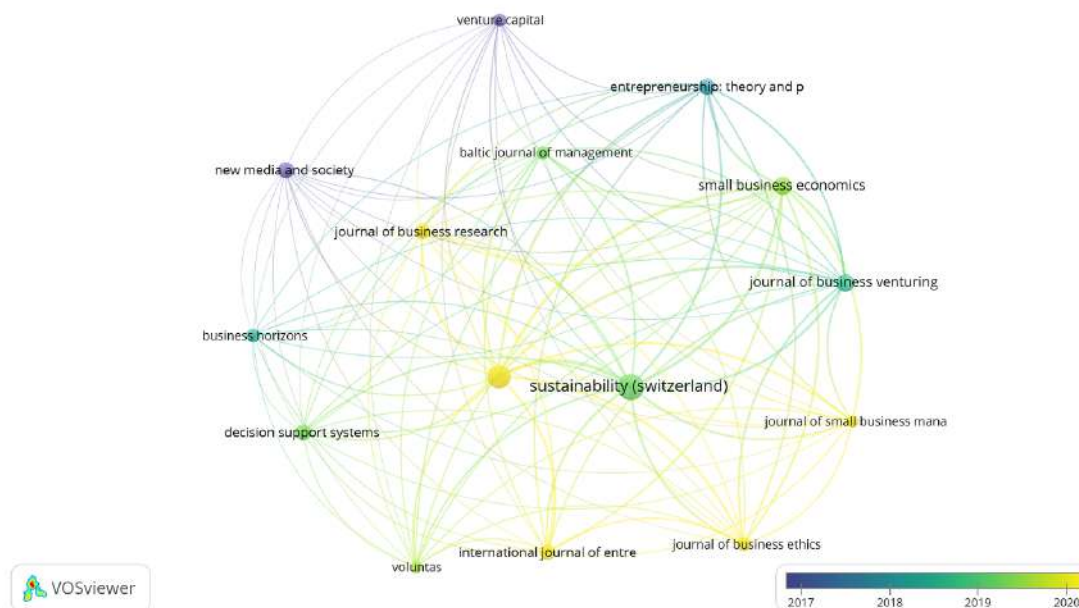 venture capital
entrepreneurship: theory and p
baltic journal of management
new media and society
small business economics
journal of business research
journal of business venturing
business horizons
sustainability (switzerland)
journal of small business mana
decision support systems
journal of business ethics
international journal of entre
voluntas
VOSviewer
2017 2018 2019 2020